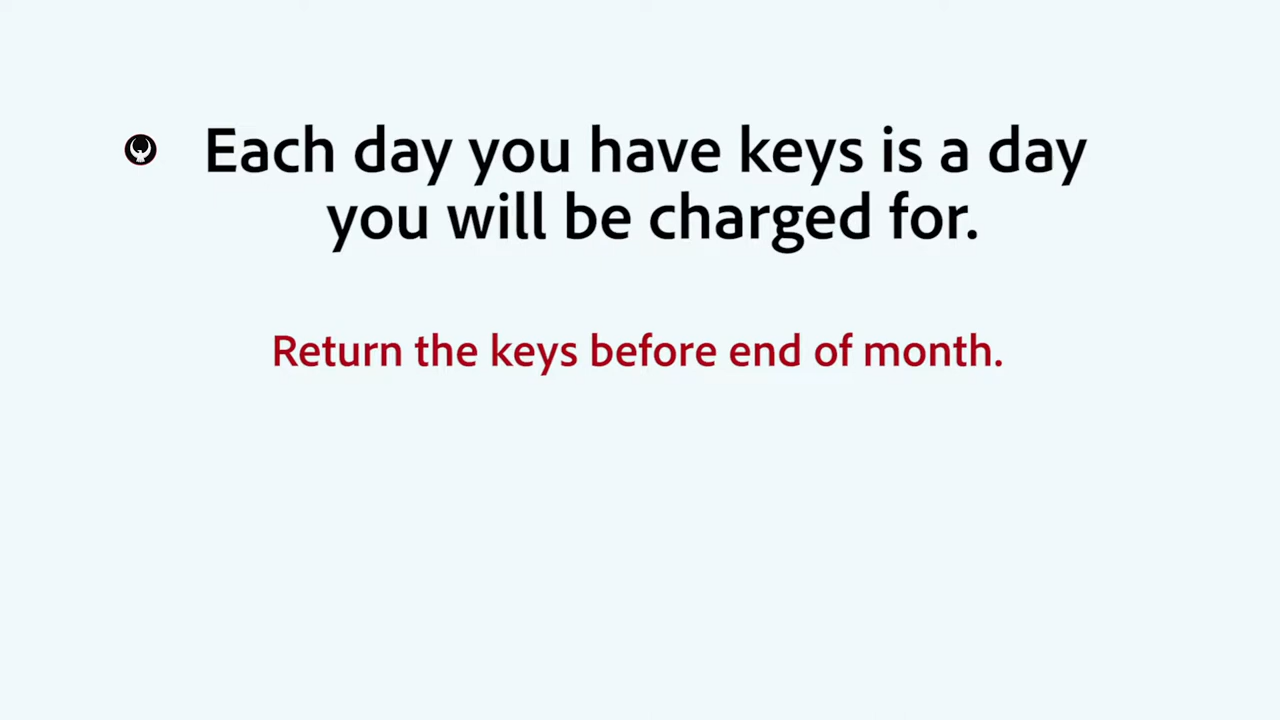 Each day you have keys is a day
you will be charged for.
Return the keys before end of month.